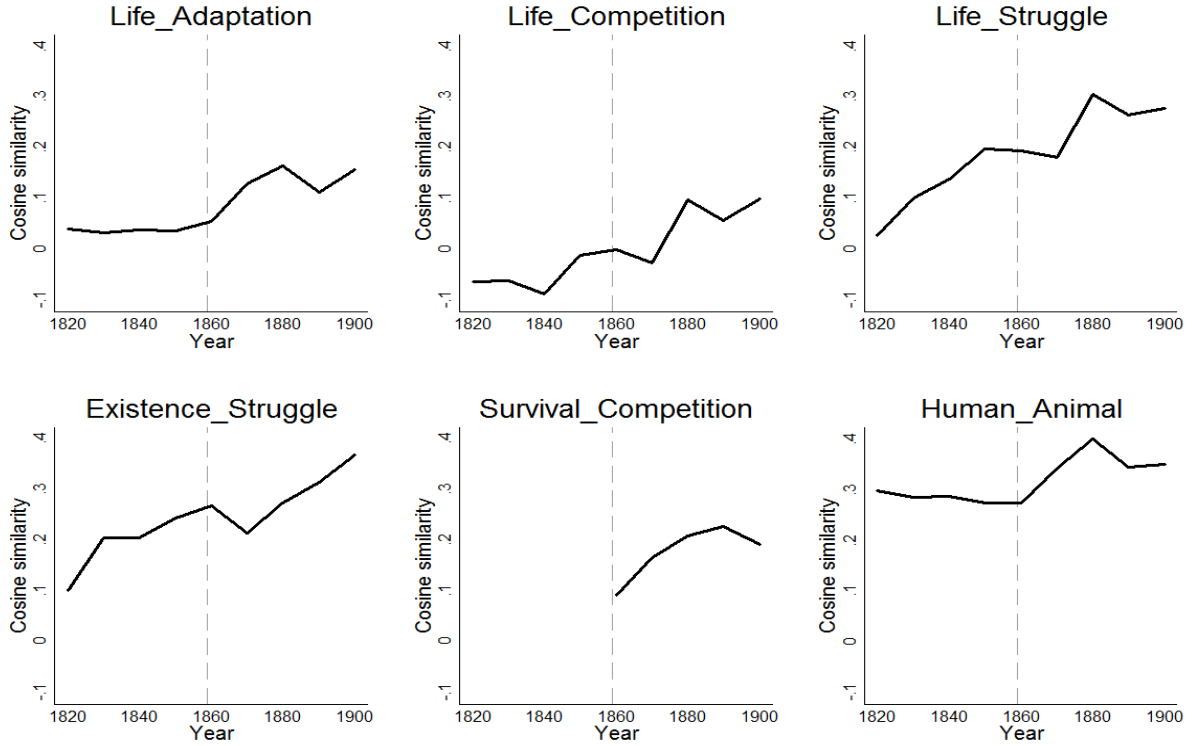 Life_Adaptation
Cosine similarity
.4
.3
.2
.1
0
-.1
1820 1840 1860 1880 1900
Year
Life_Competition
Cosine similarity
.4
.3
.2
.1
0
-.1
1820 1840 1860 1880 1900
Year
Life_Struggle
Cosine similarity
.4
.3
.2
.1
0
-.1
1820 1840 1860 1880 1900
Year
Existence_Struggle
Cosine similarity
.4
.3
.2
.1
0
-.1
1820 1840 1860 1880 1900
Year
Survival_Competition
Cosine similarity
.4
.3
.2
.1
0
-.1
1820 1840 1860 1880 1900
Year
Human_Animal
Cosine similarity
.4
.3
.2
.1
0
-.1
1820 1840 1860 1880 1900
Year